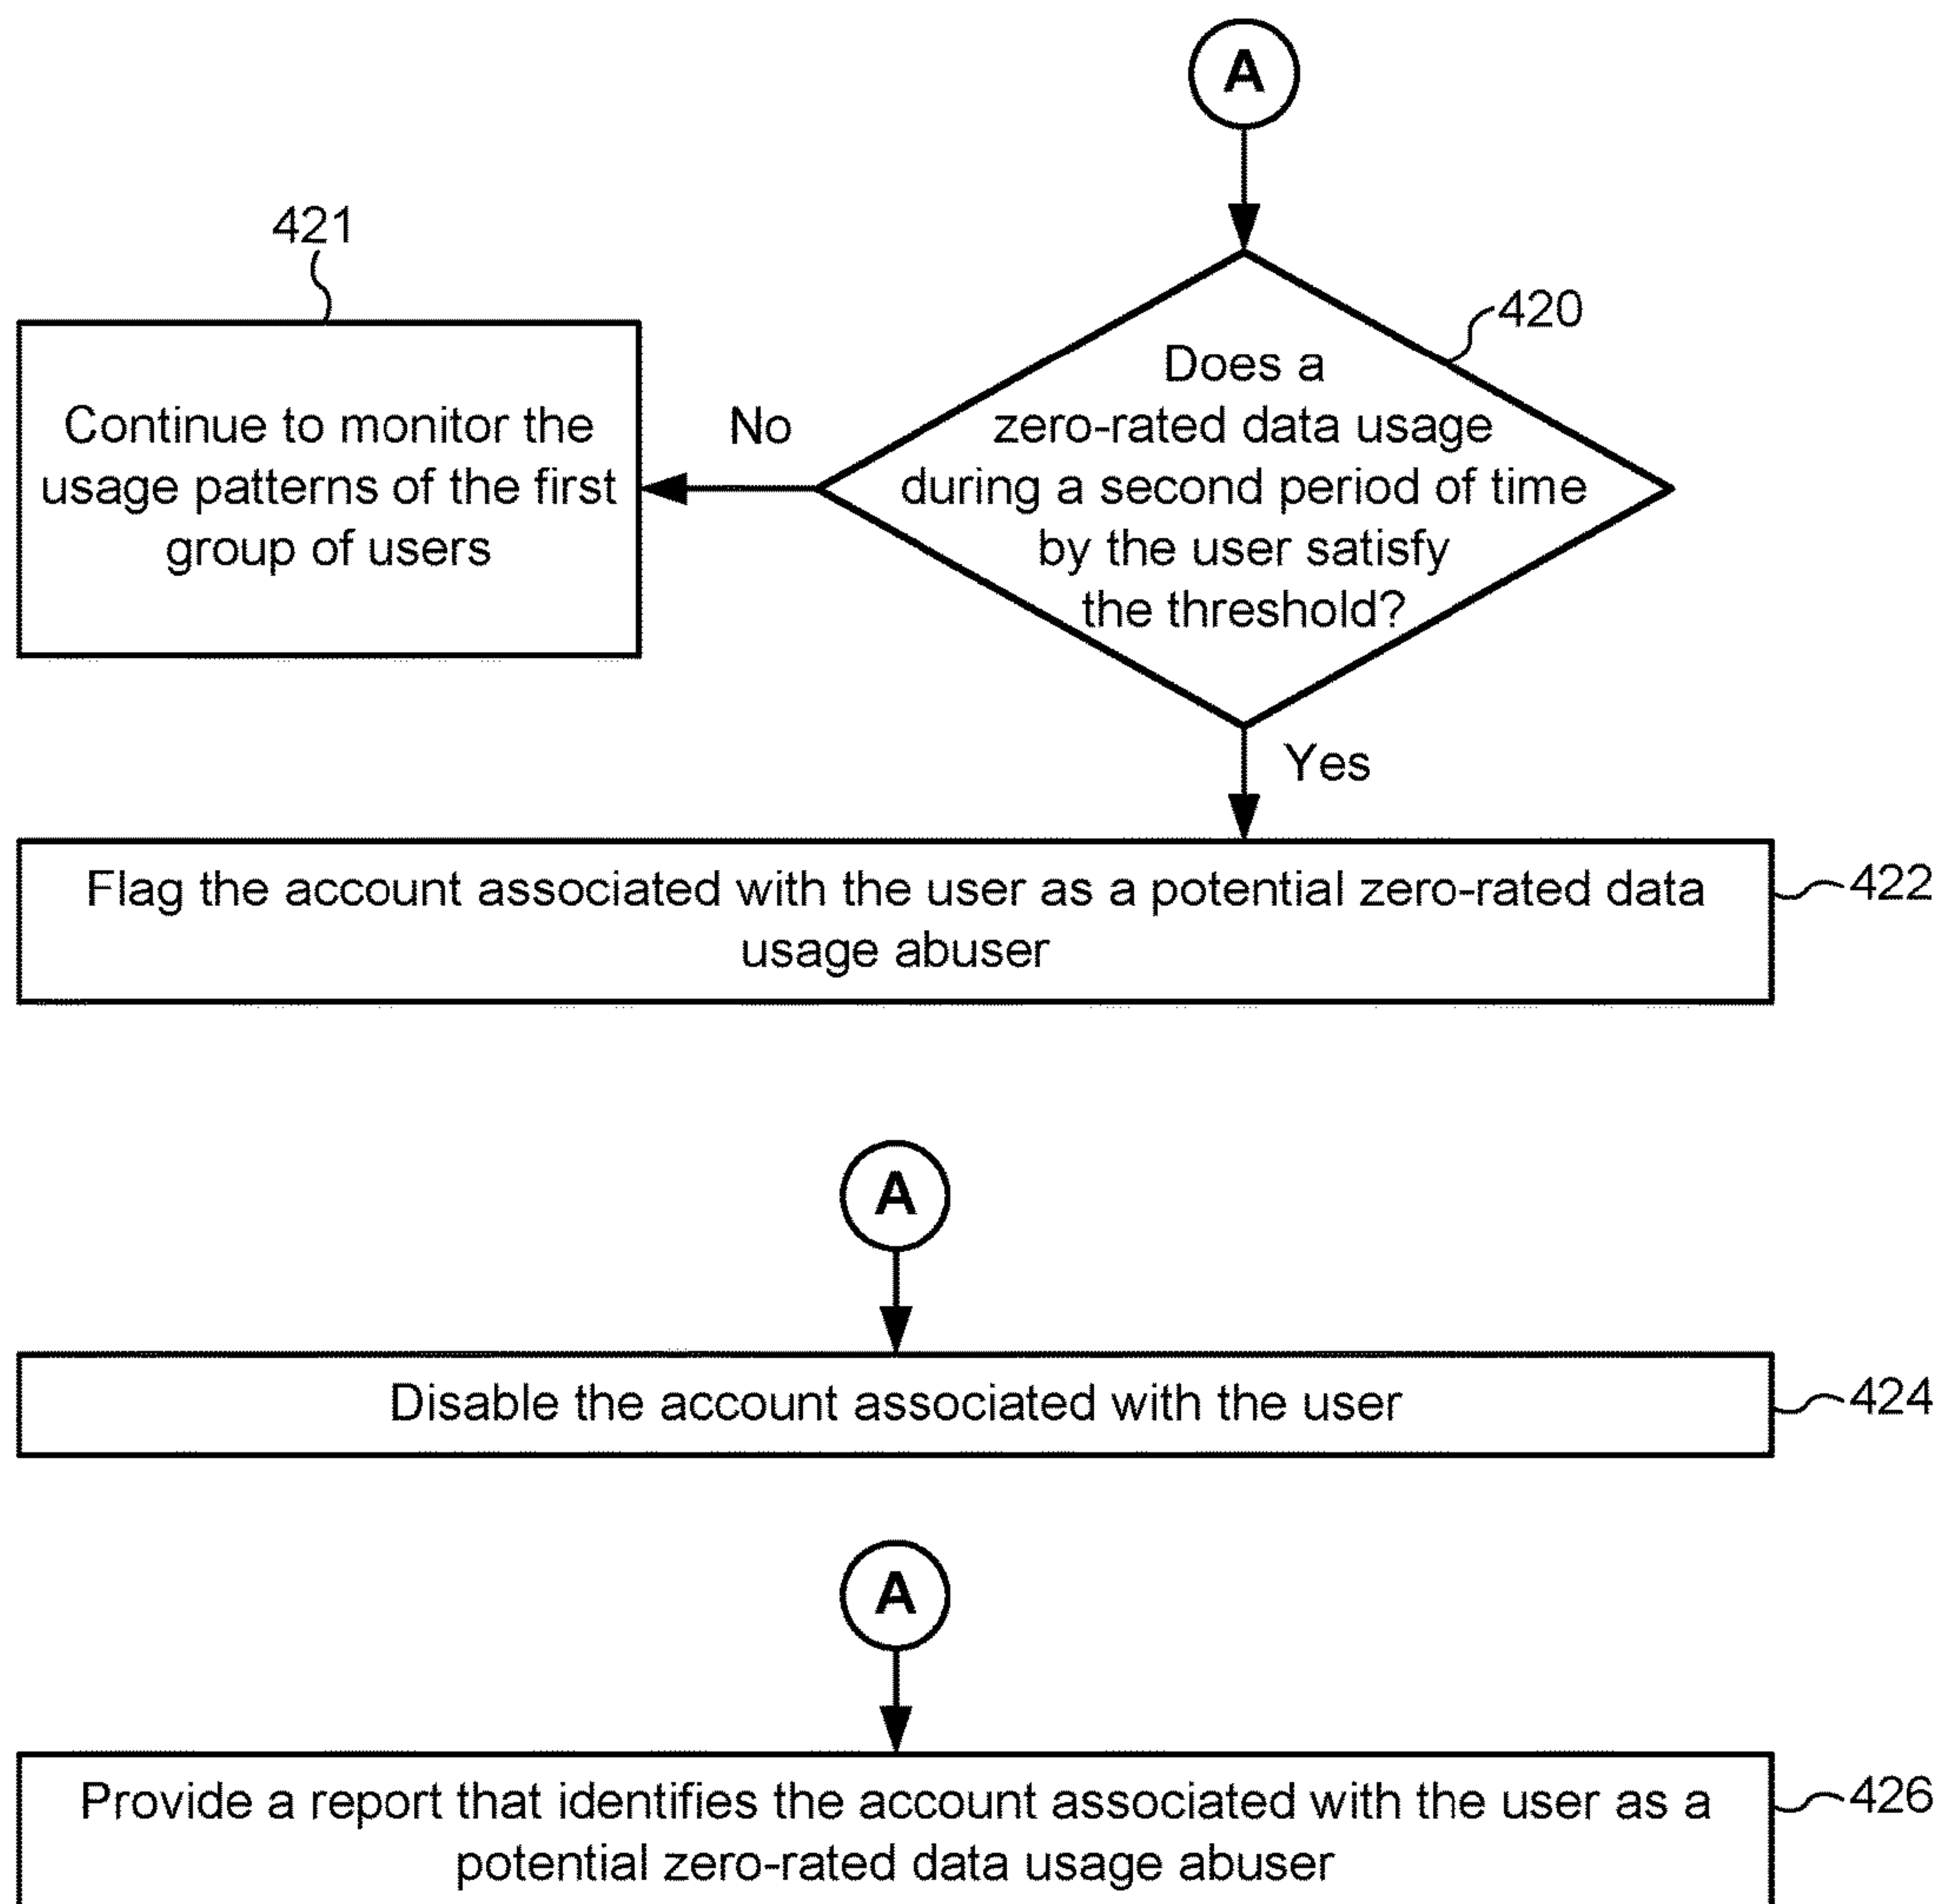 A
421
420
Continue to monitor the
usage patterns of the first
group of users
No
Does a
zero-rated data usage
during a second period of time
by the user satisfy
the threshold?
Yes
Flag the account associated with the user as a potential zero-rated data
usage abuser
422
A
Disable the account associated with the user
424
A
Provide a report that identifies the account associated with the user as a
potential zero-rated data usage abuser
426